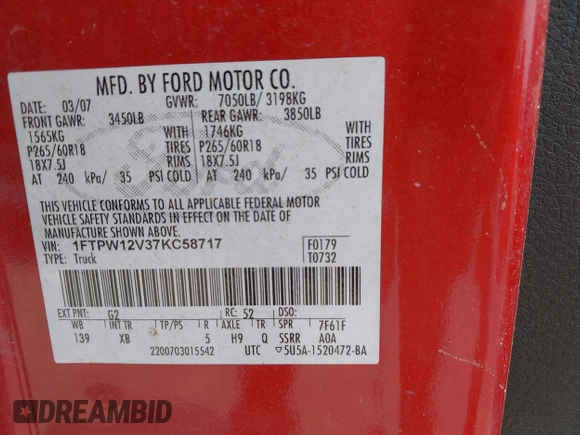 MFD. BY FORD MOTOR CO.
DATE: 03/07 GVWR: 7050LB/ 3198KG
FRONT GAWR: 3450LB REAR GAWR: 3850LB
1565KG WITH 1746KG WITH
P265/60R18 TIRES P265/60R18 TIRES
18X7.5J RIMS 18X7.5J RIMS
AT 240 kPa/ 35 PSI COLD AT 240 kPa/ 35 PSI COLD
Ford
THIS VEHICLE CONFORMS TO ALL APPLICABLE FEDERAL MOTOR
VEHICLE SAFETY STANDARDS IN EFFECT ON THE DATE OF
MANUFACTURE SHOWN ABOVE.
VIN: 1FTPW12V37KC58717 F0179
TYPE: Truck T0732
EXT PNT: G2 RC: 52 DSO:
WB INT TR TP/PS R AXLE TR SPR 7F61F
139 XB 5 H9 Q SSRR A0A
2200703015542 UTC ▽5U5A-1520472-BA
DREAMBID